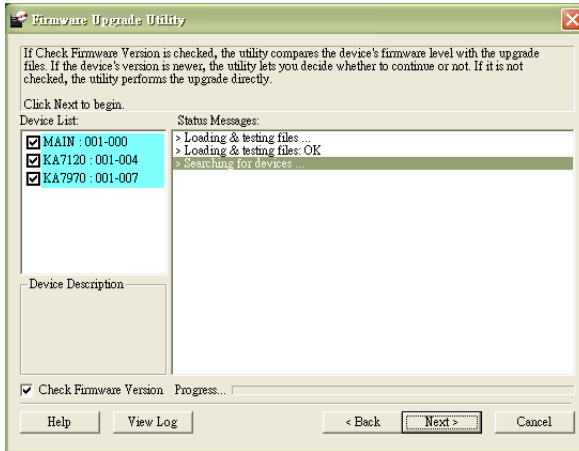 Firmware Upgrade Utility
If Check Firmware Version is checked, the utility compares the device's firmware level with the upgrade
files. If the device's version is newer, the utility lets you decide whether to continue or not. If it is not
checked, the utility performs the upgrade directly.
Click Next to begin.
Device List:
MAIN : 001-000
KA7120 : 001-004
KA7970 : 001-007
Status Messages:
> Loading & testing files ...
> Loading & testing files: OK
> Searching for devices ...
Device Description
Check Firmware Version Progress...
Help View Log < Back Next > Cancel